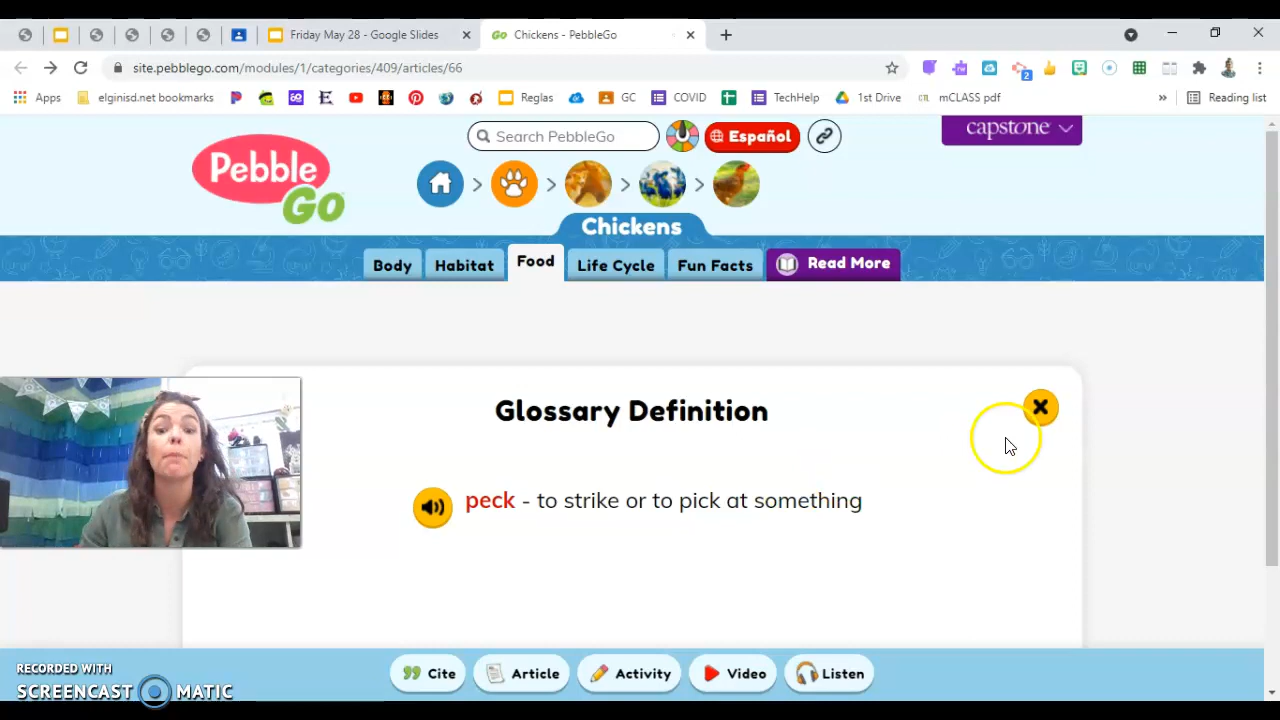 Friday May 28 - Google Slides
Go Chickens - PebbleGo
site.pebblego.com/modules/1/categories/409/articles/66
2
Apps elginisd.net bookmarks Reglas GC COVID TechHelp 1st Drive CTL mCLASS pdf » Reading list
Pebble Go
Search PebbleGo
Español
capstone
Chickens
Body Habitat Food Life Cycle Fun Facts Read More
Glossary Definition
peck - to strike or to pick at something
Cite Article Activity Video Listen
RECORDED WITH
SCREENCAST MATIC